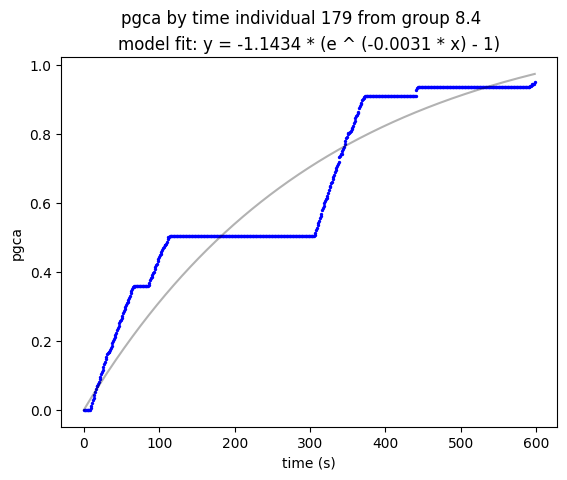 pgca by time individual 179 from group 8.4
model fit: y = -1.1434 * (e ^ (-0.0031 * x) - 1)
1.0
0.8
0.6
0.4
0.2
0.0
pgca
0 100 200 300 400 500 600
time (s)